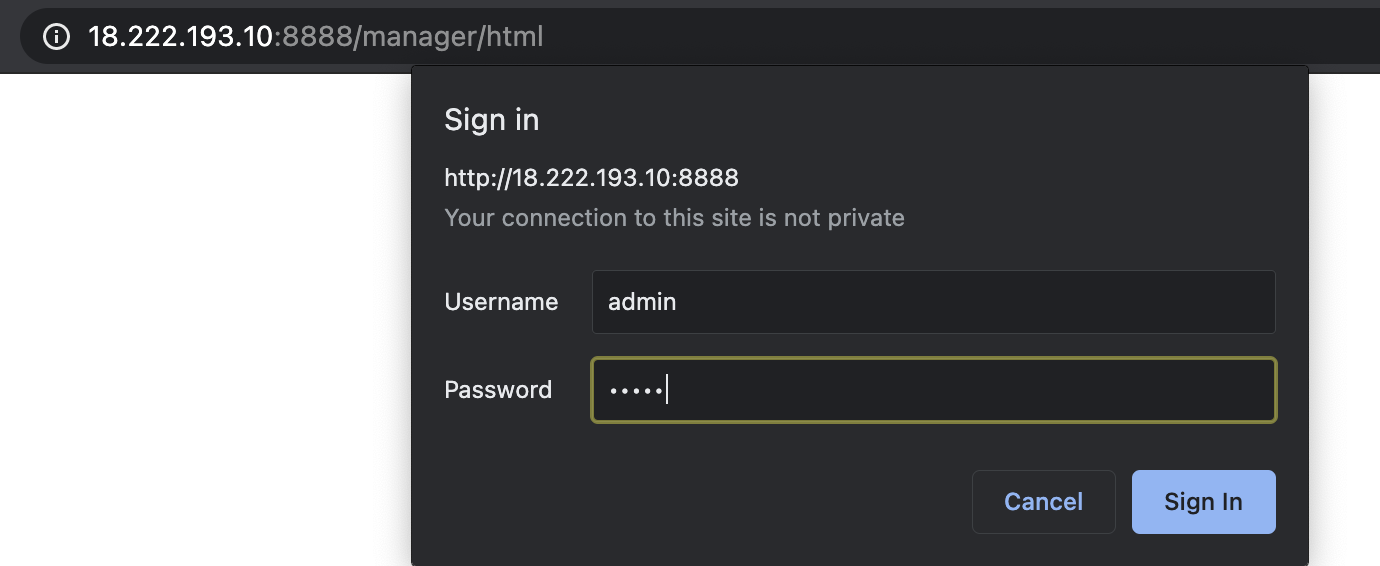 18.222.193.10:8888/manager/html
Sign in
http://18.222.193.10:8888
Your connection to this site is not private
Username admin
Password •••••
Cancel Sign In